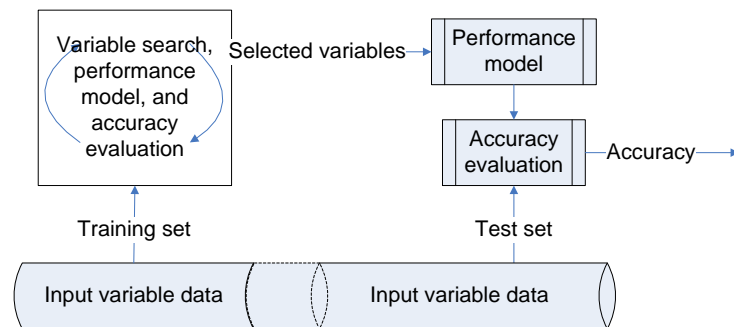 Variable search,
performance
model, and
accuracy
evaluation
Selected variables
Performance
model
Accuracy
evaluation
Accuracy
Training set
Test set
Input variable data
Input variable data